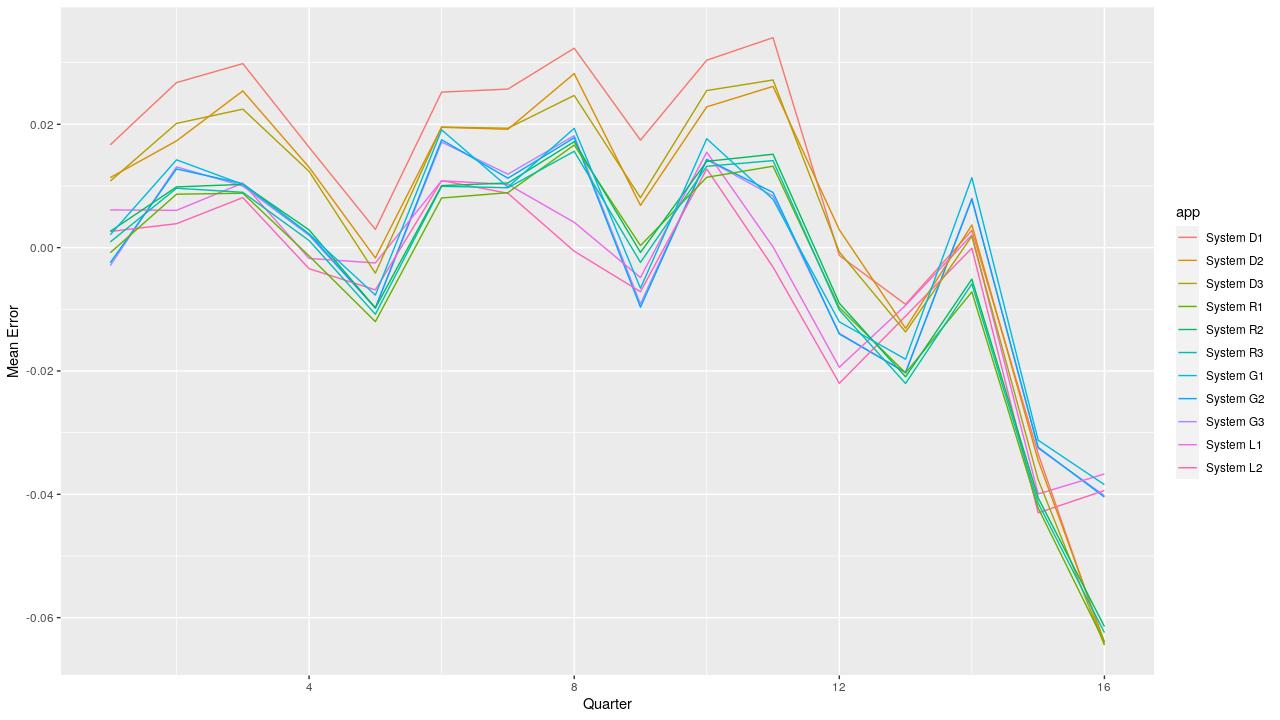 Mean Error
0.02
0.00
-0.02
-0.04
-0.06
4
8
12
16
Quarter
app
System D1
System D2
System D3
System R1
System R2
System R3
System G1
System G2
System G3
System L1
System L2